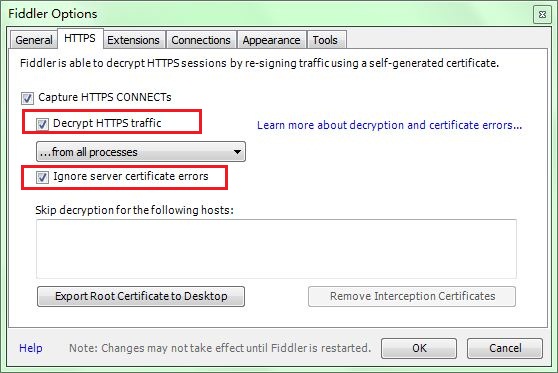 Fiddler Options
General HTTPS Extensions Connections Appearance Tools
Fiddler is able to decrypt HTTPS sessions by re-signing traffic using a self-generated certificate.
Capture HTTPS CONNECTs
Decrypt HTTPS traffic Learn more about decryption and certificate errors...
...from all processes
Ignore server certificate errors
Skip decryption for the following hosts:
Export Root Certificate to Desktop Remove Interception Certificates
Help Note: Changes may not take effect until Fiddler is restarted. OK Cancel